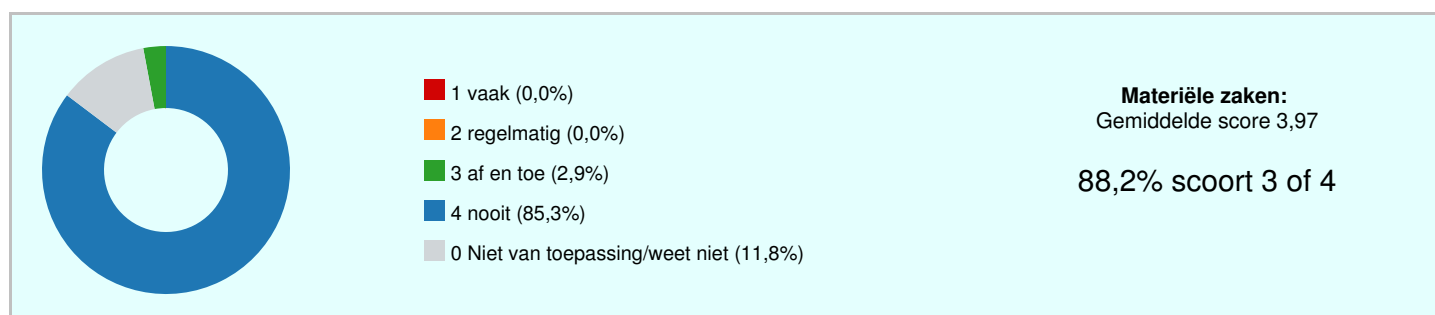 1 vaak (0,0%)
2 regelmatig (0,0%)
3 af en toe (2,9%)
4 nooit (85,3%)
0 Niet van toepassing/weet niet (11,8%)
Materiële zaken:
Gemiddelde score 3,97
88,2% scoort 3 of 4